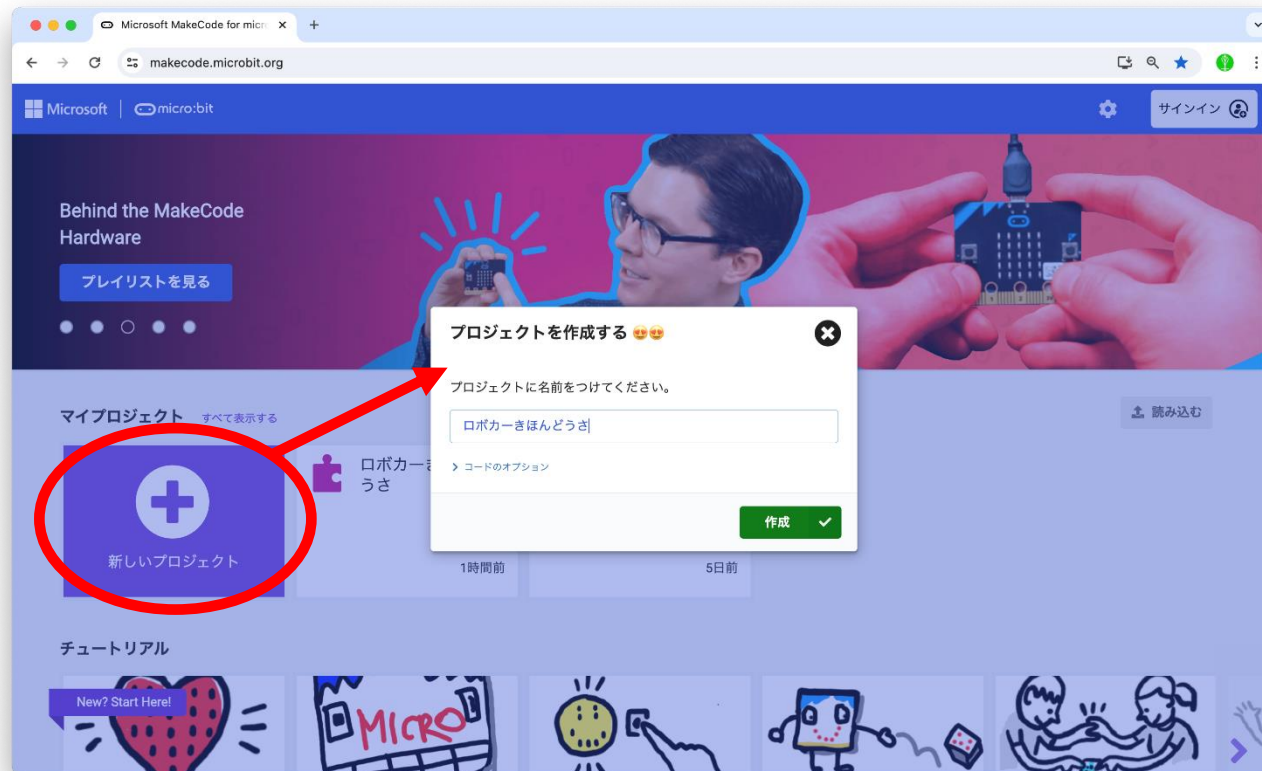 Microsoft MakeCode for micr
makecode.microbit.org
Microsoft
micro:bit
サインイン
Behind the MakeCode
Hardware
プレイリストを見る
プロジェクトを作成する 😍😍
プロジェクトに名前をつけてください。
ロボカーきほんどうさ
コードのオプション
作成
マイプロジェクト すべて表示する
読み込む
新しいプロジェクト
ロボカー
うさ
1時間前
5日前
チュートリアル
New? Start Here!
MICRO